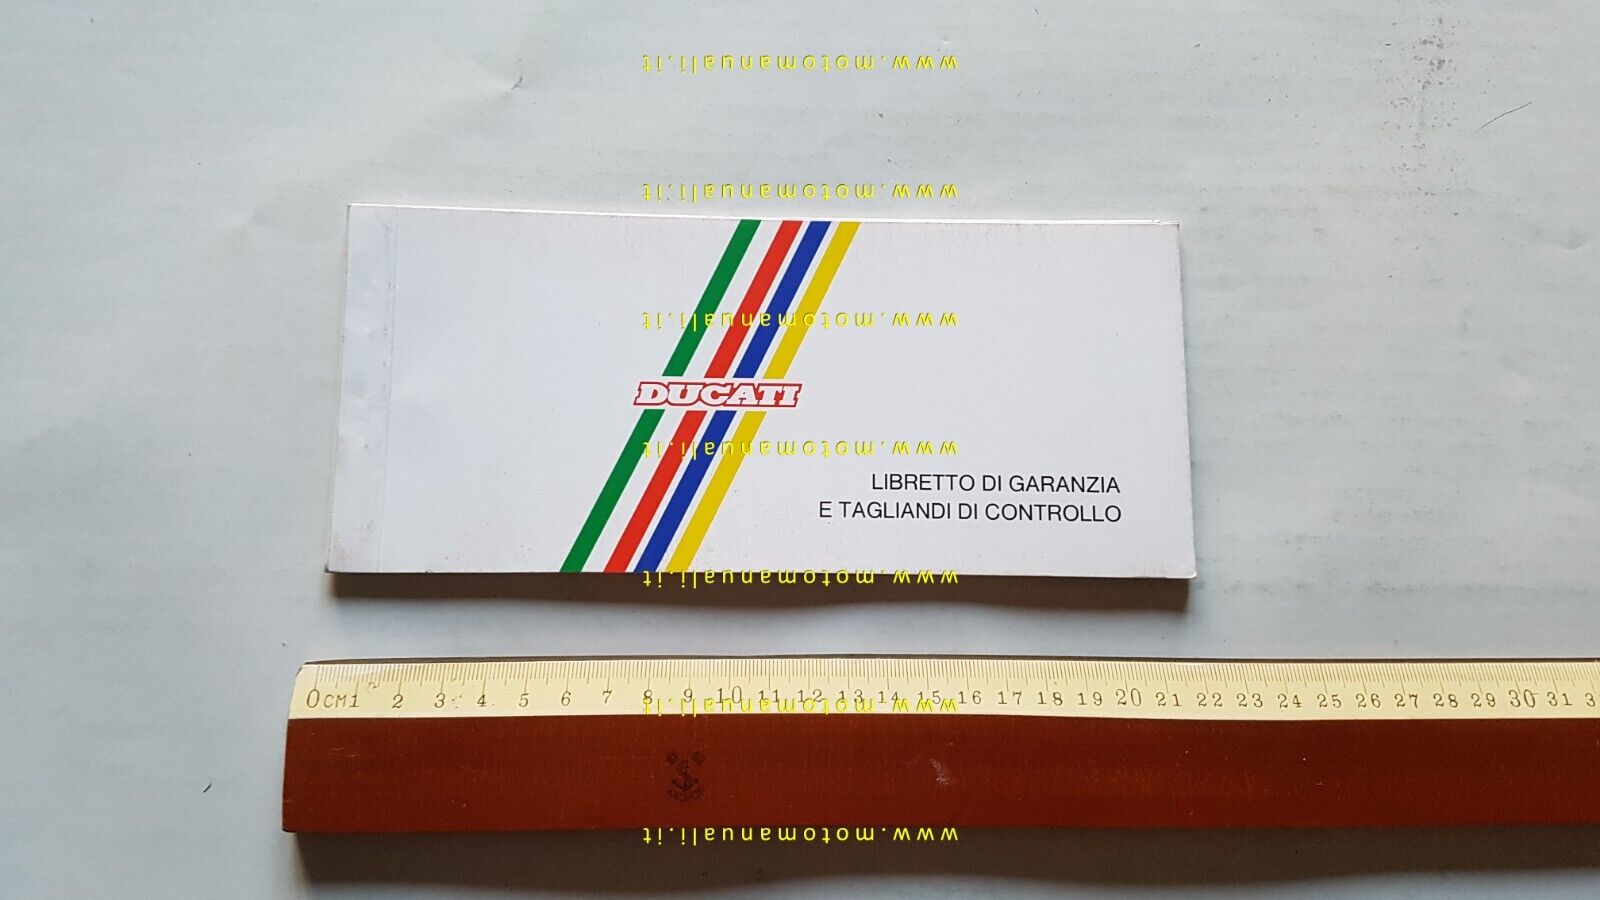 www.motomanuali.it
www.motomanuali.it
www.motomanuali.it
DUCATI
www.motomanuali.it
LIBRETTO DI GARANZIA
E TAGLIANDI DI CONTROLLO
www.motomanuali.it
0CM1 2 3 4 5 6 7 8 9 10 11 12 13 14 15 16 17 18 19 20 21 22 23 24 25 26 27 28 29 30 31
www.motomanuali.it
ANCHOR
www.motomanuali.it